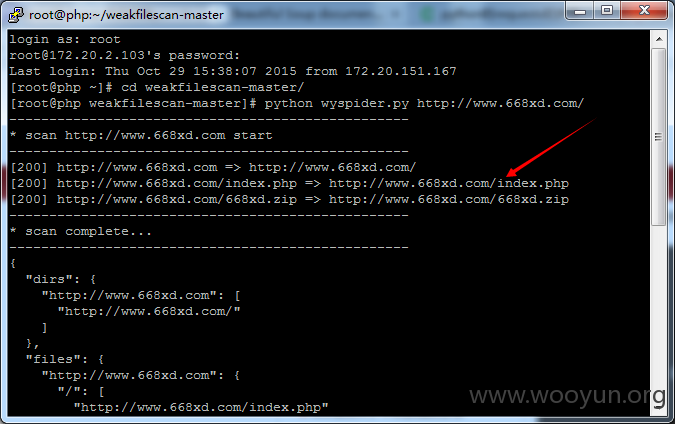 root@php:~/weakfilescan-master
login as: root
root@172.20.2.103's password:
Last login: Thu Oct 29 15:38:07 2015 from 172.20.151.167
[root@php ~]# cd weakfilescan-master/
[root@php weakfilescan-master]# python wyspider.py http://www.668xd.com/
---------------------------------------------------
* scan http://www.668xd.com start
---------------------------------------------------
[200] http://www.668xd.com => http://www.668xd.com/
[200] http://www.668xd.com/index.php => http://www.668xd.com/index.php
[200] http://www.668xd.com/668xd.zip => http://www.668xd.com/668xd.zip
---------------------------------------------------
* scan complete...
---------------------------------------------------
{
  "dirs": {
    "http://www.668xd.com": [
      "http://www.668xd.com/"
    ]
  },
  "files": {
    "http://www.668xd.com": {
      "/": [
        "http://www.668xd.com/index.php"
www.wooyun.org